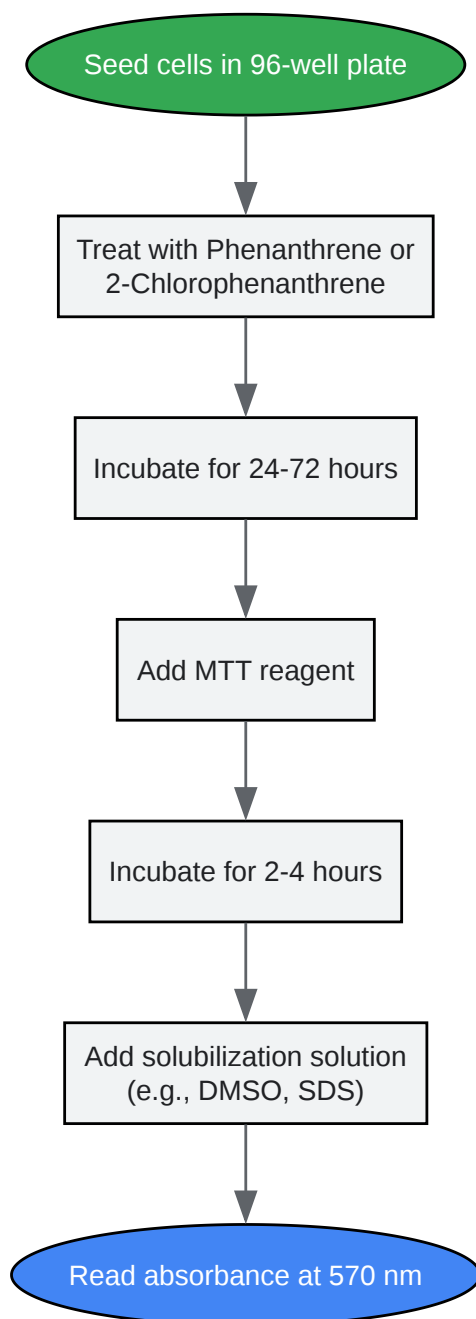 Seed cells in 96-well plate
Treat with Phenanthrene or
2-Chlorophenanthrene
Incubate for 24-72 hours
Add MTT reagent
Incubate for 2-4 hours
Add solubilization solution
(e.g., DMSO, SDS)
Read absorbance at 570 nm